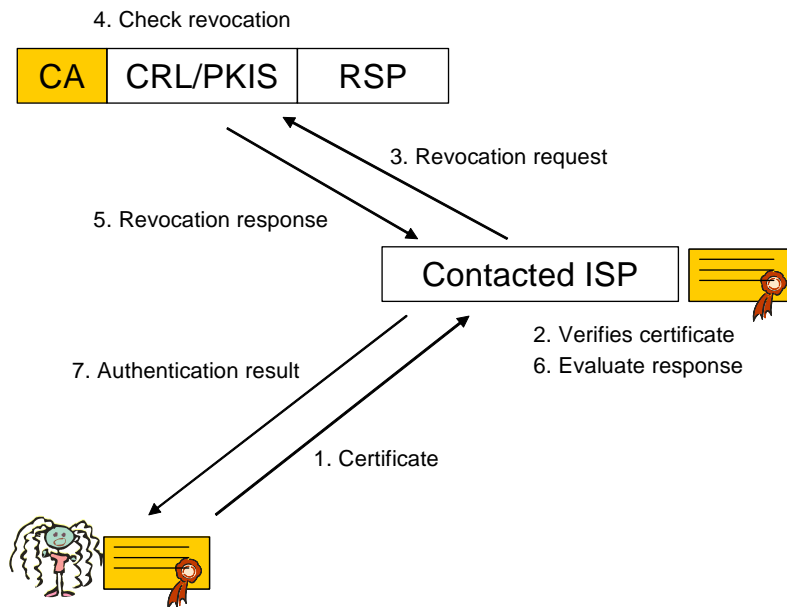 4. Check revocation
CA CRL/PKIS RSP
3. Revocation request
5. Revocation response
Contacted ISP
2. Verifies certificate
7. Authentication result
6. Evaluate response
1. Certificate